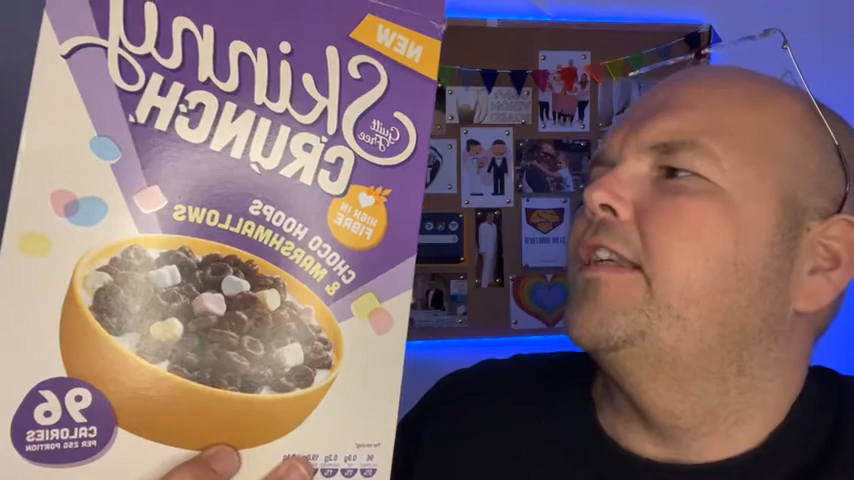 NEW
Skinny
Guilt
Free
CRUNCH
HIGH IN
FIBRE
CHOCO HOOPS
& MARSHMALLOWS
96
CALORIES
PER 25G PORTION